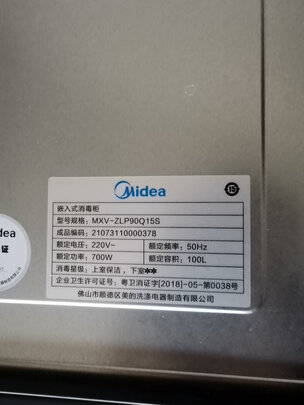 Midea
嵌入式消毒柜
型号规格：MXV-ZLP90Q15S
成品编码：21073110000378
额定电压：220V~ 额定频率：50Hz
额定功率：700W 额定容积：100L
消毒星级：上室保洁，下室✱✱
企业卫生许可证号：粤卫消证字[2018]-05-第0038号
佛山市顺德区美的洗涤电器制造有限公司
idea
证